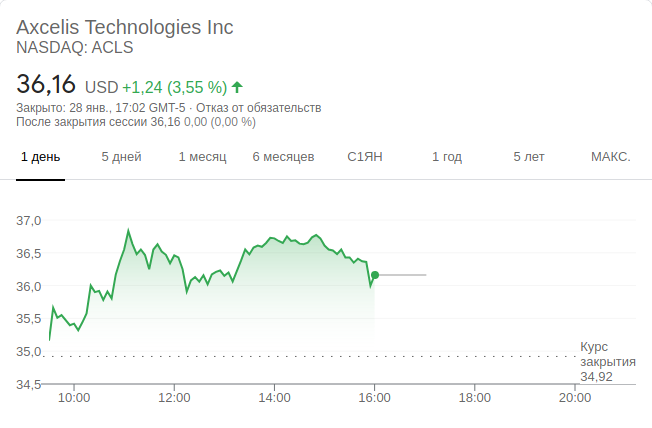 Axcelis Technologies Inc
NASDAQ: ACLS
36,16 USD +1,24 (3,55 %)
Закрыто: 28 янв., 17:02 GMT-5 · Отказ от обязательств
После закрытия сессии 36,16 0,00 (0,00 %)
1 день 5 дней 1 месяц 6 месяцев С1ЯН 1 год 5 лет МАКС.
37,0
36,5
36,0
35,5
35,0
Курс
закрытия
34,92
34,5
10:00 12:00 14:00 16:00 18:00 20:00